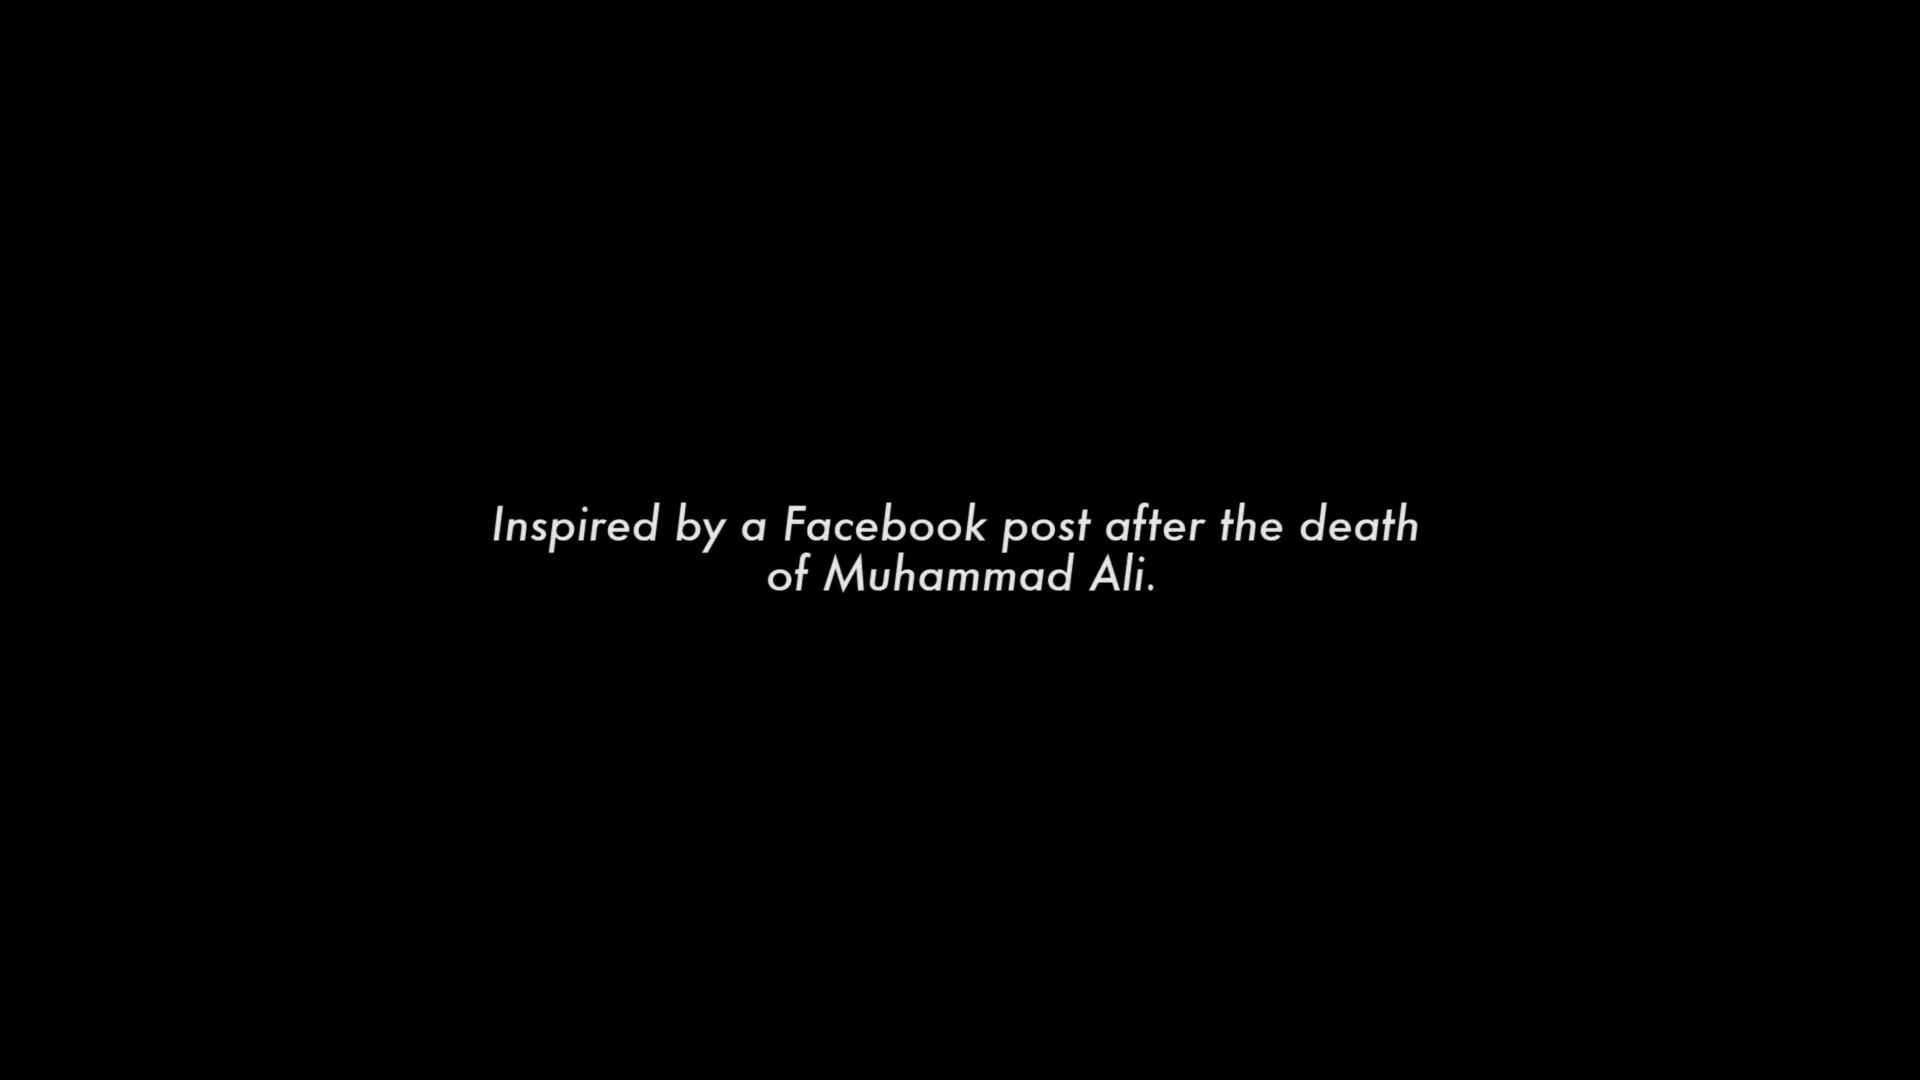 Inspired by a Facebook post after the death
of Muhammad Ali.